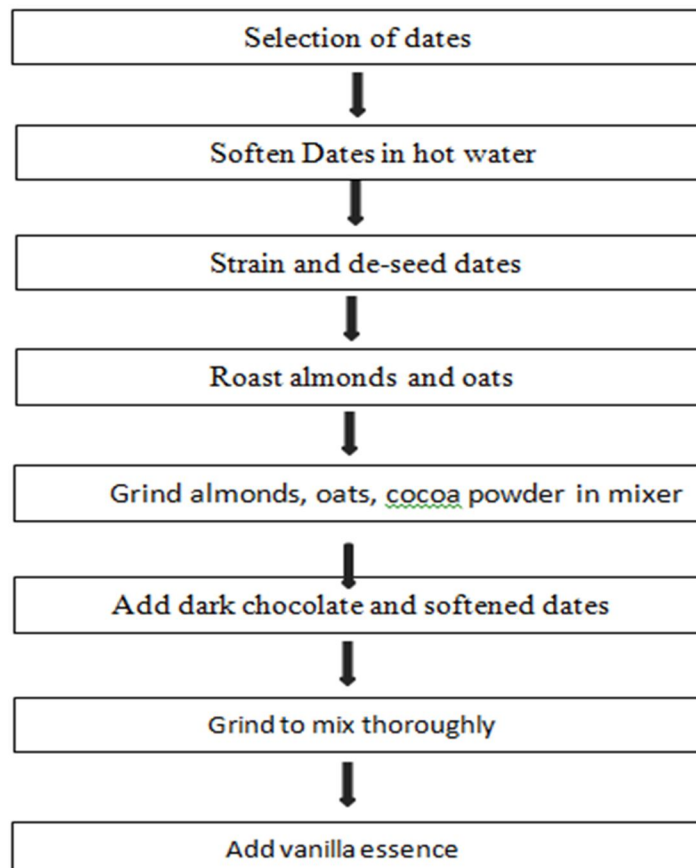 Selection of dates
Soften Dates in hot water
Strain and de-seed dates
Roast almonds and oats
Grind almonds, oats, cocoa powder in mixer
Add dark chocolate and softened dates
Grind to mix thoroughly
Add vanilla essence